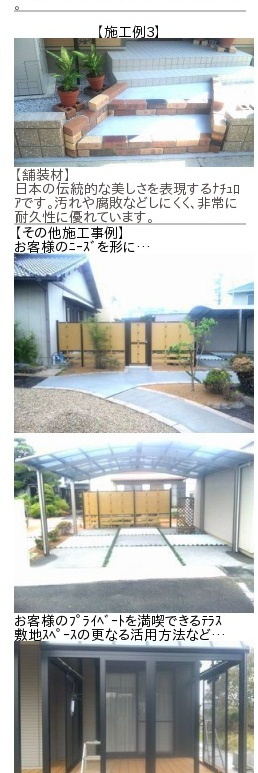 。
【施工例3】
【舗装材】
日本の伝統的な美しさを表現するﾅﾁｭﾛ
ｱです。汚れや腐敗などしにくく、非常に
耐久性に優れています。
【その他施工事例】
お客様のﾆｰｽﾞを形に…
お客様のﾌﾟﾗｲﾍﾞｰﾄを満喫できるﾃﾗｽ
敷地ｽﾍﾟｰｽの更なる活用方法など…